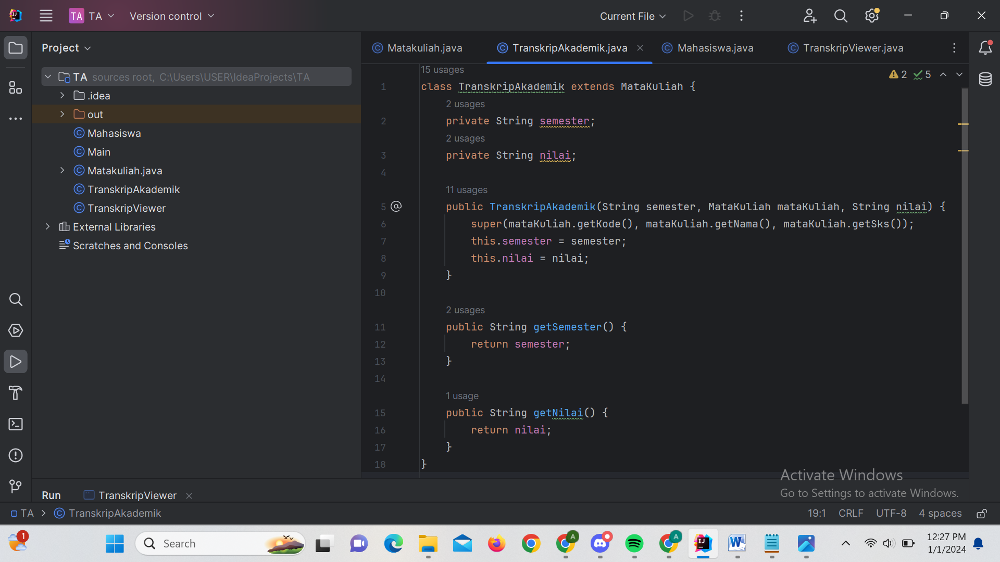 TA TA Version control Current File
Project
Matakuliah.java TranskripAkademik.java Mahasiswa.java TranskripViewer.java
TA sources root, C:\Users\USER\IdeaProjects\TA
.idea
out
Mahasiswa
Main
Matakuliah.java
TranskripAkademik
TranskripViewer
External Libraries
Scratches and Consoles
15 usages
2 5
1 class TranskripAkademik extends MataKuliah {
2 usages
2 private String semester;
2 usages
3 private String nilai;
4
11 usages
5 @ public TranskripAkademik(String semester, MataKuliah mataKuliah, String nilai) {
6 super(mataKuliah.getKode(), mataKuliah.getNama(), mataKuliah.getSks());
7 this.semester = semester;
8 this.nilai = nilai;
9 }
10
2 usages
11 public String getSemester() {
12 return semester;
13 }
14
1 usage
15 public String getNilai() {
16 return nilai;
17 }
18 }
Activate Windows
Go to Settings to activate Windows.
Run TranskripViewer
TA > TranskripAkademik 19:1 CRLF UTF-8 4 spaces
1 Search A A IJ W 12:27 PM
1/1/2024